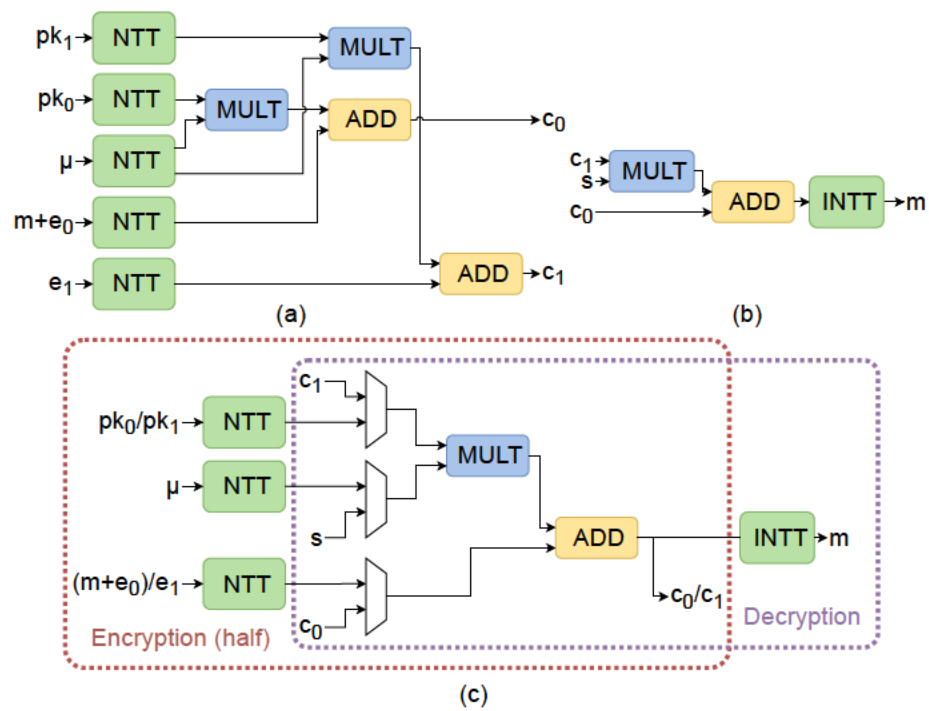 pk₁ NTT MULT
pk₀ NTT MULT ADD c₀
μ NTT
m+e₀ NTT
e₁ NTT ADD c₁
(a)
c₁ MULT
s
c₀ ADD INTT m
(b)
c₁
pk₀/pk₁ NTT
MULT
μ NTT
s
ADD INTT m
(m+e₀)/e₁ NTT
c₀/c₁
c₀
Encryption (half)
Decryption
(c)